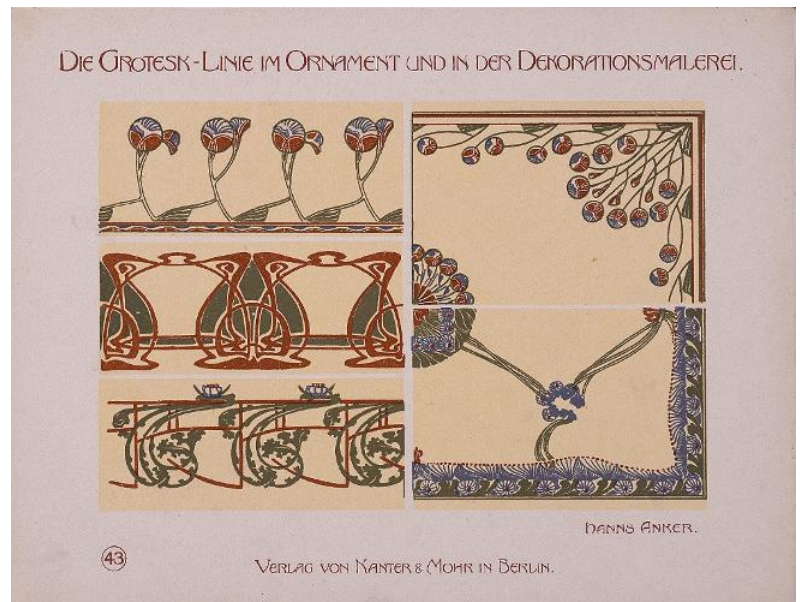 DIE GROTESK-LINIE IM ORNAMENT UND IN DER DEKORATIONSMALEREI.
HANNS ANKER.
43
VERLAG VON KANTER & MOHR IN BERLIN.